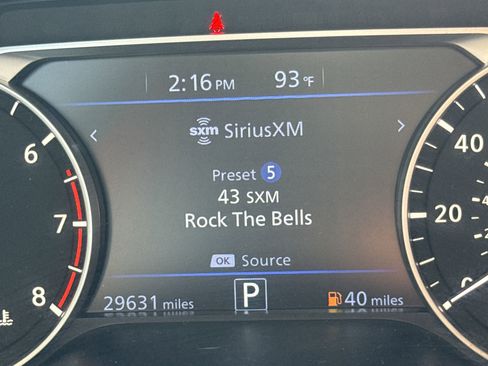 2:16 PM 93 °F
sxm SiriusXM
Preset 5
43 SXM
Rock The Bells
OK Source
29631 miles P 40 miles
6
7
8
40
20
0